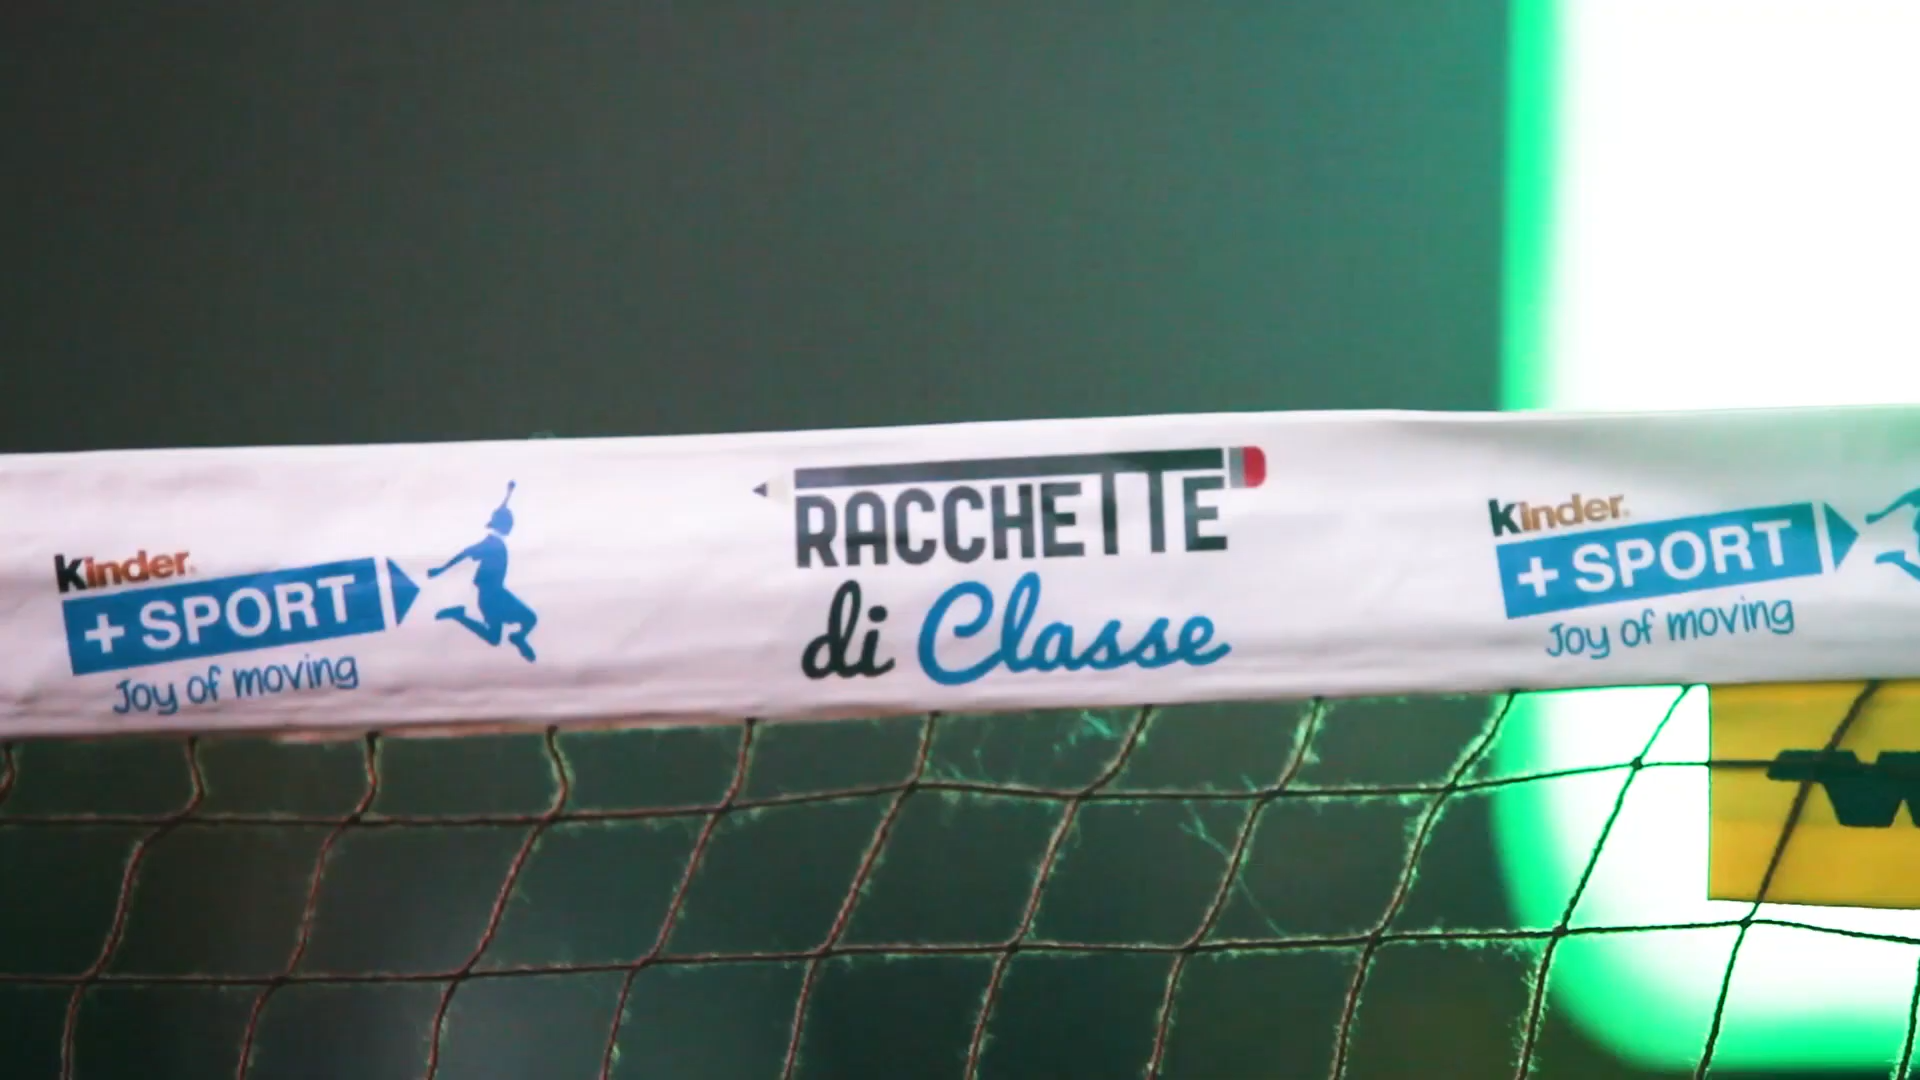 Kinder
+ SPORT
Joy of moving
RACCHETTE
di Classe
Kinder
+ SPORT
Joy of moving